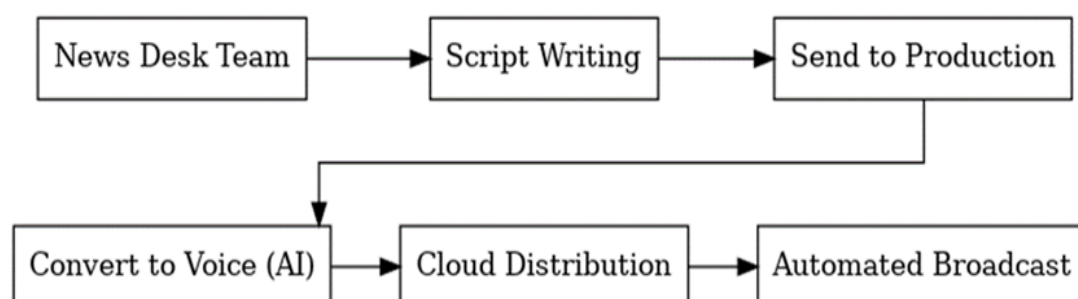 News Desk Team
Script Writing
Send to Production
Convert to Voice (AI)
Cloud Distribution
Automated Broadcast